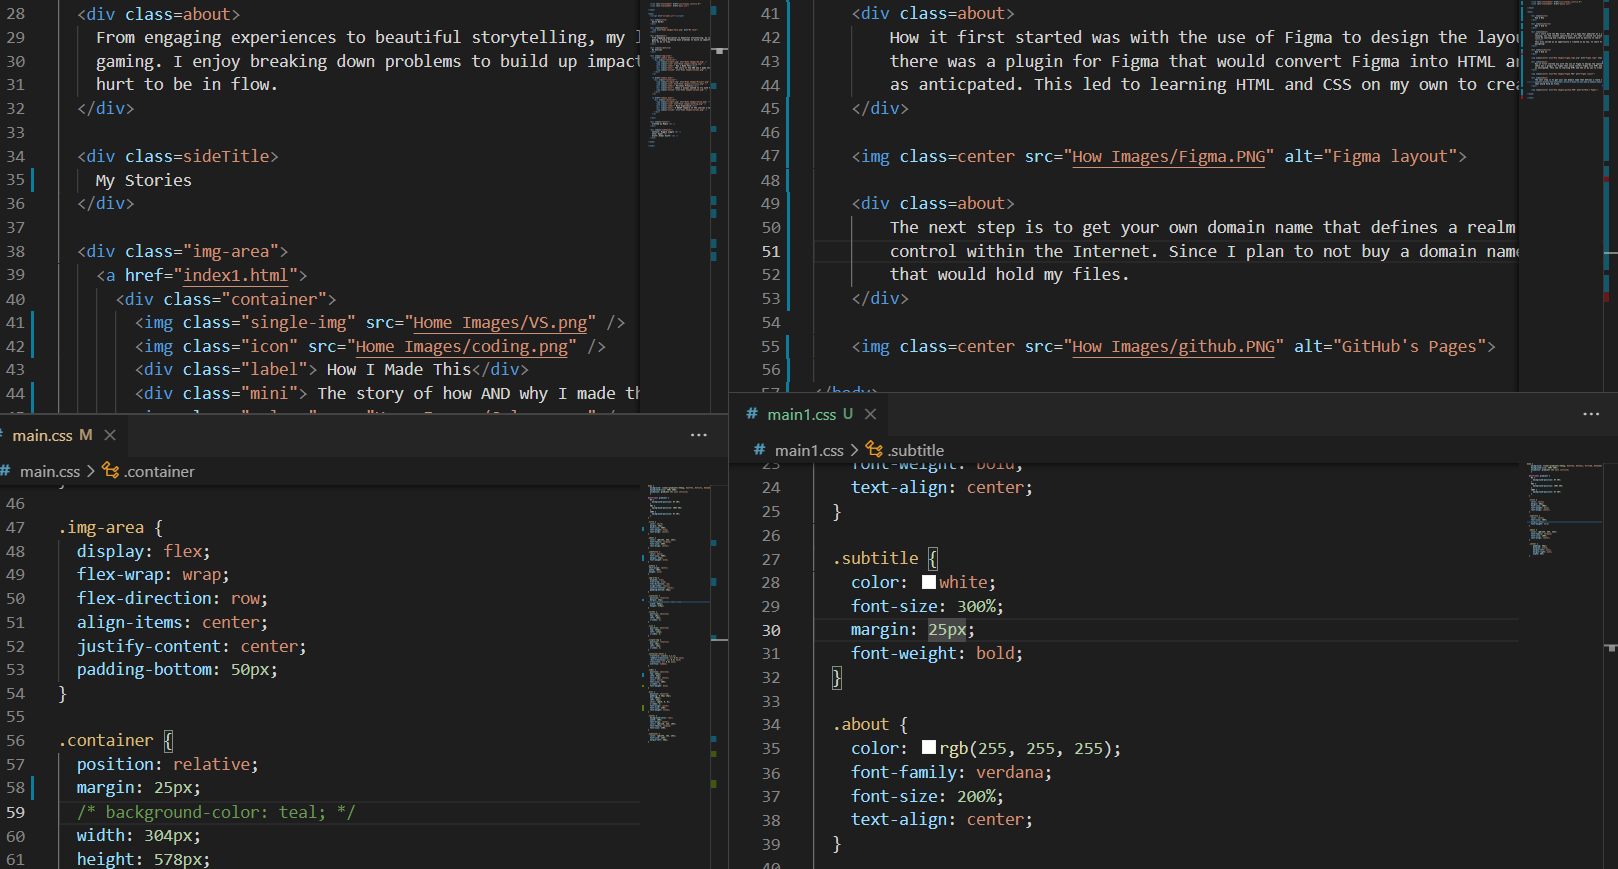 28 <div class=about>
29 From engaging experiences to beautiful storytelling, my
30 gaming. I enjoy breaking down problems to build up
31 hurt to be in flow.
32 </div>
33
34 <div class=sideTitle>
35 My Stories
36 </div>
37
38 <div class="img-area">
39 <a href="index1.html">
40 <div class="container">
41 <img class="single-img" src="Home Images/VS.png" />
42 <img class="icon" src="Home Images/coding.png" />
43 <div class="label"> How I Made This</div>
44 <div class="mini"> The story of how AND why I made
main.css M
main.css > .container
46
47 .img-area {
48 display: flex;
49 flex-wrap: wrap;
50 flex-direction: row;
51 align-items: center;
52 justify-content: center;
53 padding-bottom: 50px;
54 }
55
56 .container {
57 position: relative;
58 margin: 25px;
59 /* background-color: teal; */
60 width: 304px;
61 height: 578px;
41 <div class=about>
42 How it first started was with the use of Figma to design the
43 there was a plugin for Figma that would convert Figma into HTML
44 as anticpated. This led to learning HTML and CSS on my own to
45 </div>
46
47 <img class=center src="How Images/Figma.PNG" alt="Figma layout">
48
49 <div class=about>
50 The next step is to get your own domain name that defines a realm
51 control within the Internet. Since I plan to not buy a domain
52 that would hold my files.
53 </div>
54
55 <img class=center src="How Images/github.PNG" alt="GitHub's Pages">
56
57 </body>
# main1.css U
# main1.css > .subtitle
23 font-weight: bold;
24 text-align: center;
25 }
26
27 .subtitle {
28 color: white;
29 font-size: 300%;
30 margin: 25px;
31 font-weight: bold;
32 }
33
34 .about {
35 color: rgb(255, 255, 255);
36 font-family: verdana;
37 font-size: 200%;
38 text-align: center;
39 }
40